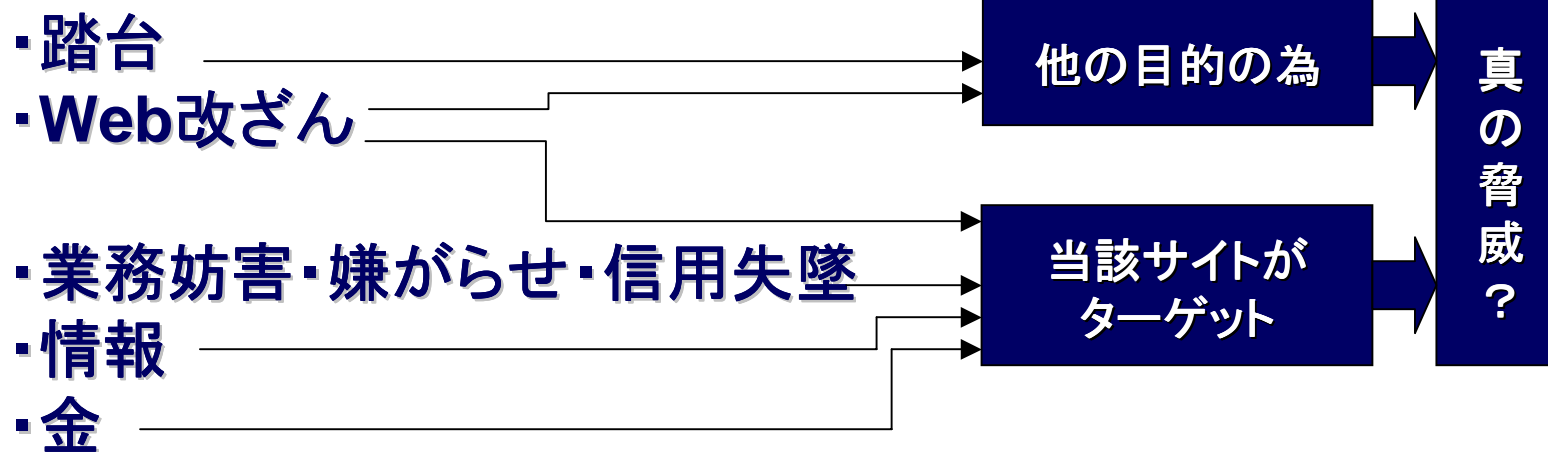 ・踏台
・Web改ざん
・業務妨害・嫌がらせ・信用失墜
・情報
・金
他の目的の為
当該サイトが
ターゲット
真の脅威？